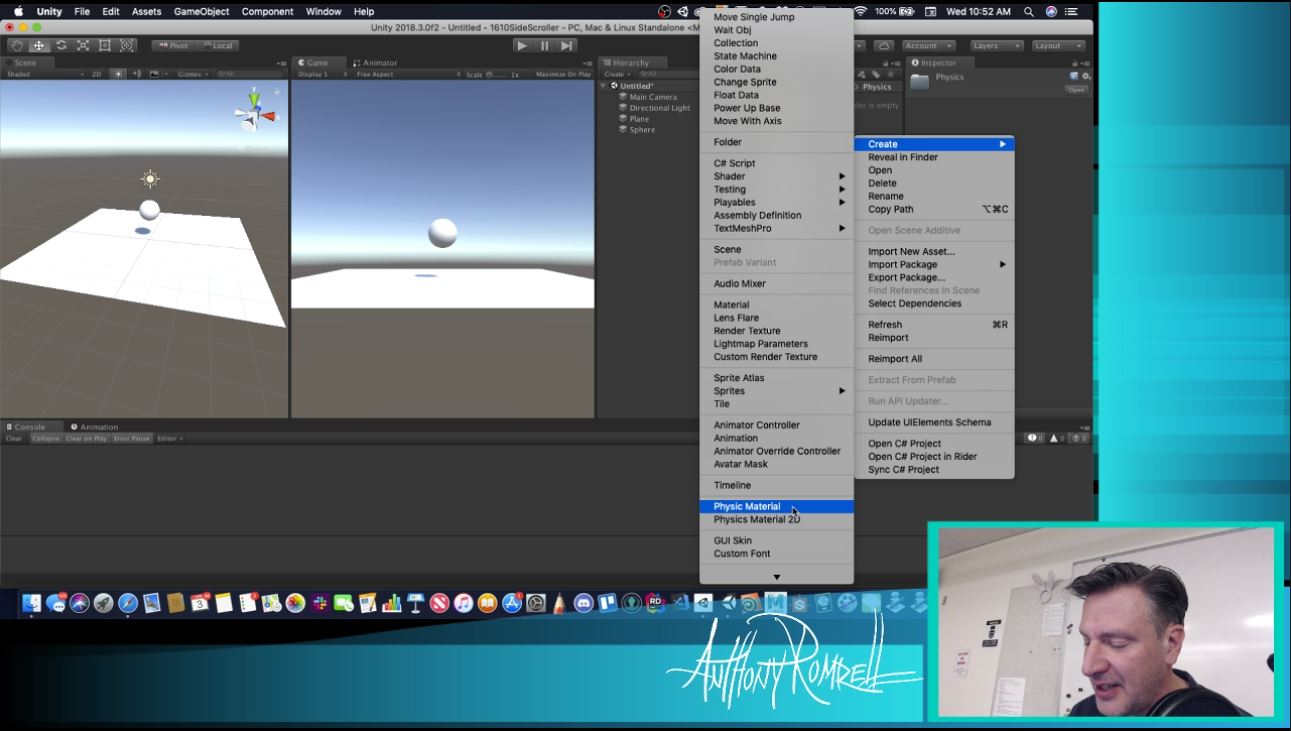 Unity File Edit Assets GameObject Component Window Help
100% Wed 10:52 AM
Unity 2018.3.0f2 - Untitled - 1610SideScroller - PC, Mac & Linux Standalone <M
Pivot Local
Account Layers Layout
Scene
Shaded 2D Gizmos All
Game Animator
Display 1 Free Aspect Scale 1x Maximize On Play
Hierarchy
Create All
Untitled*
Main Camera
Directional Light
Plane
Sphere
Physics
der is empty
Inspector
Physics
Open
Move Single Jump
Wait Obj
Collection
State Machine
Color Data
Change Sprite
Float Data
Power Up Base
Move With Axis
Folder
C# Script
Shader
Testing
Playables
Assembly Definition
TextMeshPro
Scene
Prefab Variant
Audio Mixer
Material
Lens Flare
Render Texture
Lightmap Parameters
Custom Render Texture
Sprite Atlas
Sprites
Tile
Animator Controller
Animation
Animator Override Controller
Avatar Mask
Timeline
Physic Material
Physics Material 2D
GUI Skin
Custom Font
Create
Reveal in Finder
Open
Delete
Rename
Copy Path ⌥⌘C
Open Scene Additive
Import New Asset...
Import Package
Export Package...
Find References In Scene
Select Dependencies
Refresh ⌘R
Reimport
Reimport All
Extract From Prefab
Run API Updater...
Update UIElements Schema
Open C# Project
Open C# Project in Rider
Sync C# Project
Console Animation
Clear Collapse Clear on Play Error Pause Editor
3
RD
Anthony Romrell